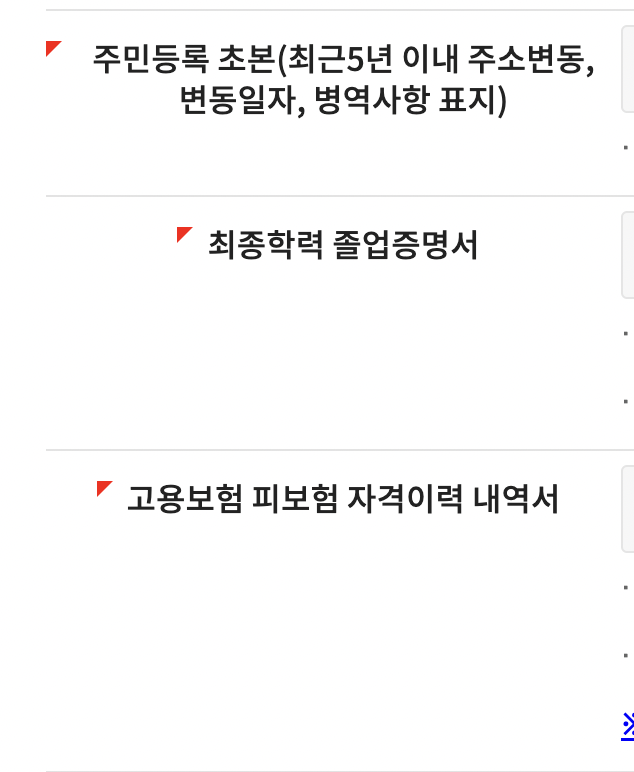 주민등록 초본(최근5년 이내 주소변동,
변동일자, 병역사항 표지)
·
최종학력 졸업증명서
·
·
고용보험 피보험 자격이력 내역서
·
·
※